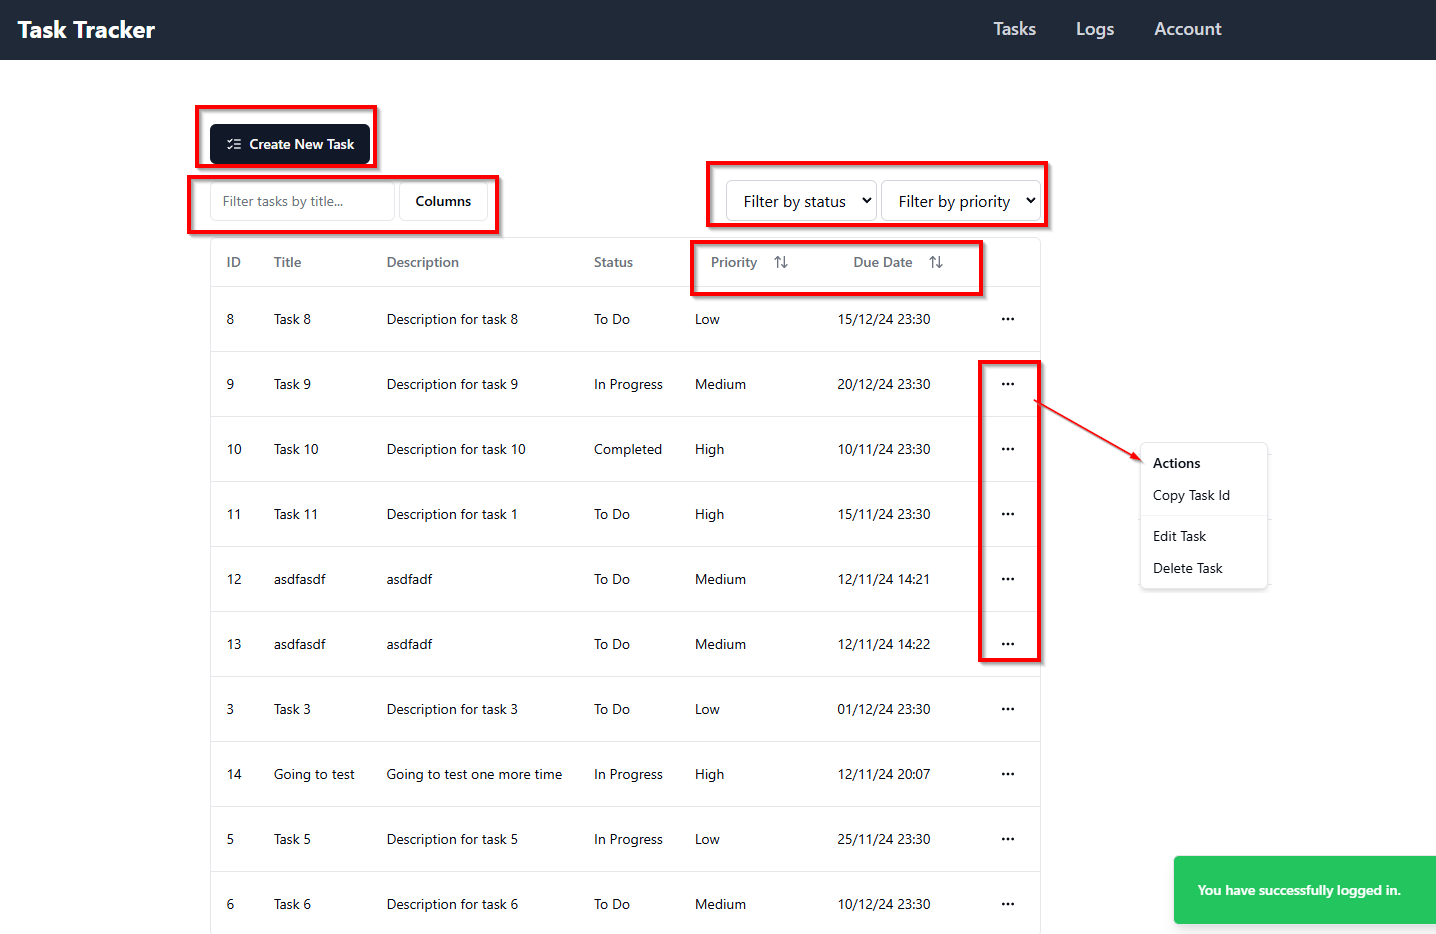 Task Tracker Tasks Logs Account
Create New Task
Filter tasks by title... Columns Filter by status Filter by priority
ID Title Description Status Priority Due Date
8 Task 8 Description for task 8 To Do Low 15/12/24 23:30
9 Task 9 Description for task 9 In Progress Medium 20/12/24 23:30
10 Task 10 Description for task 10 Completed High 10/11/24 23:30
11 Task 11 Description for task 1 To Do High 15/11/24 23:30
12 asdfasdf asdfadf To Do Medium 12/11/24 14:21
13 asdfasdf asdfadf To Do Medium 12/11/24 14:22
3 Task 3 Description for task 3 To Do Low 01/12/24 23:30
14 Going to test Going to test one more time In Progress High 12/11/24 20:07
5 Task 5 Description for task 5 In Progress Low 25/11/24 23:30
6 Task 6 Description for task 6 To Do Medium 10/12/24 23:30
Actions
Copy Task Id
Edit Task
Delete Task
You have successfully logged in.